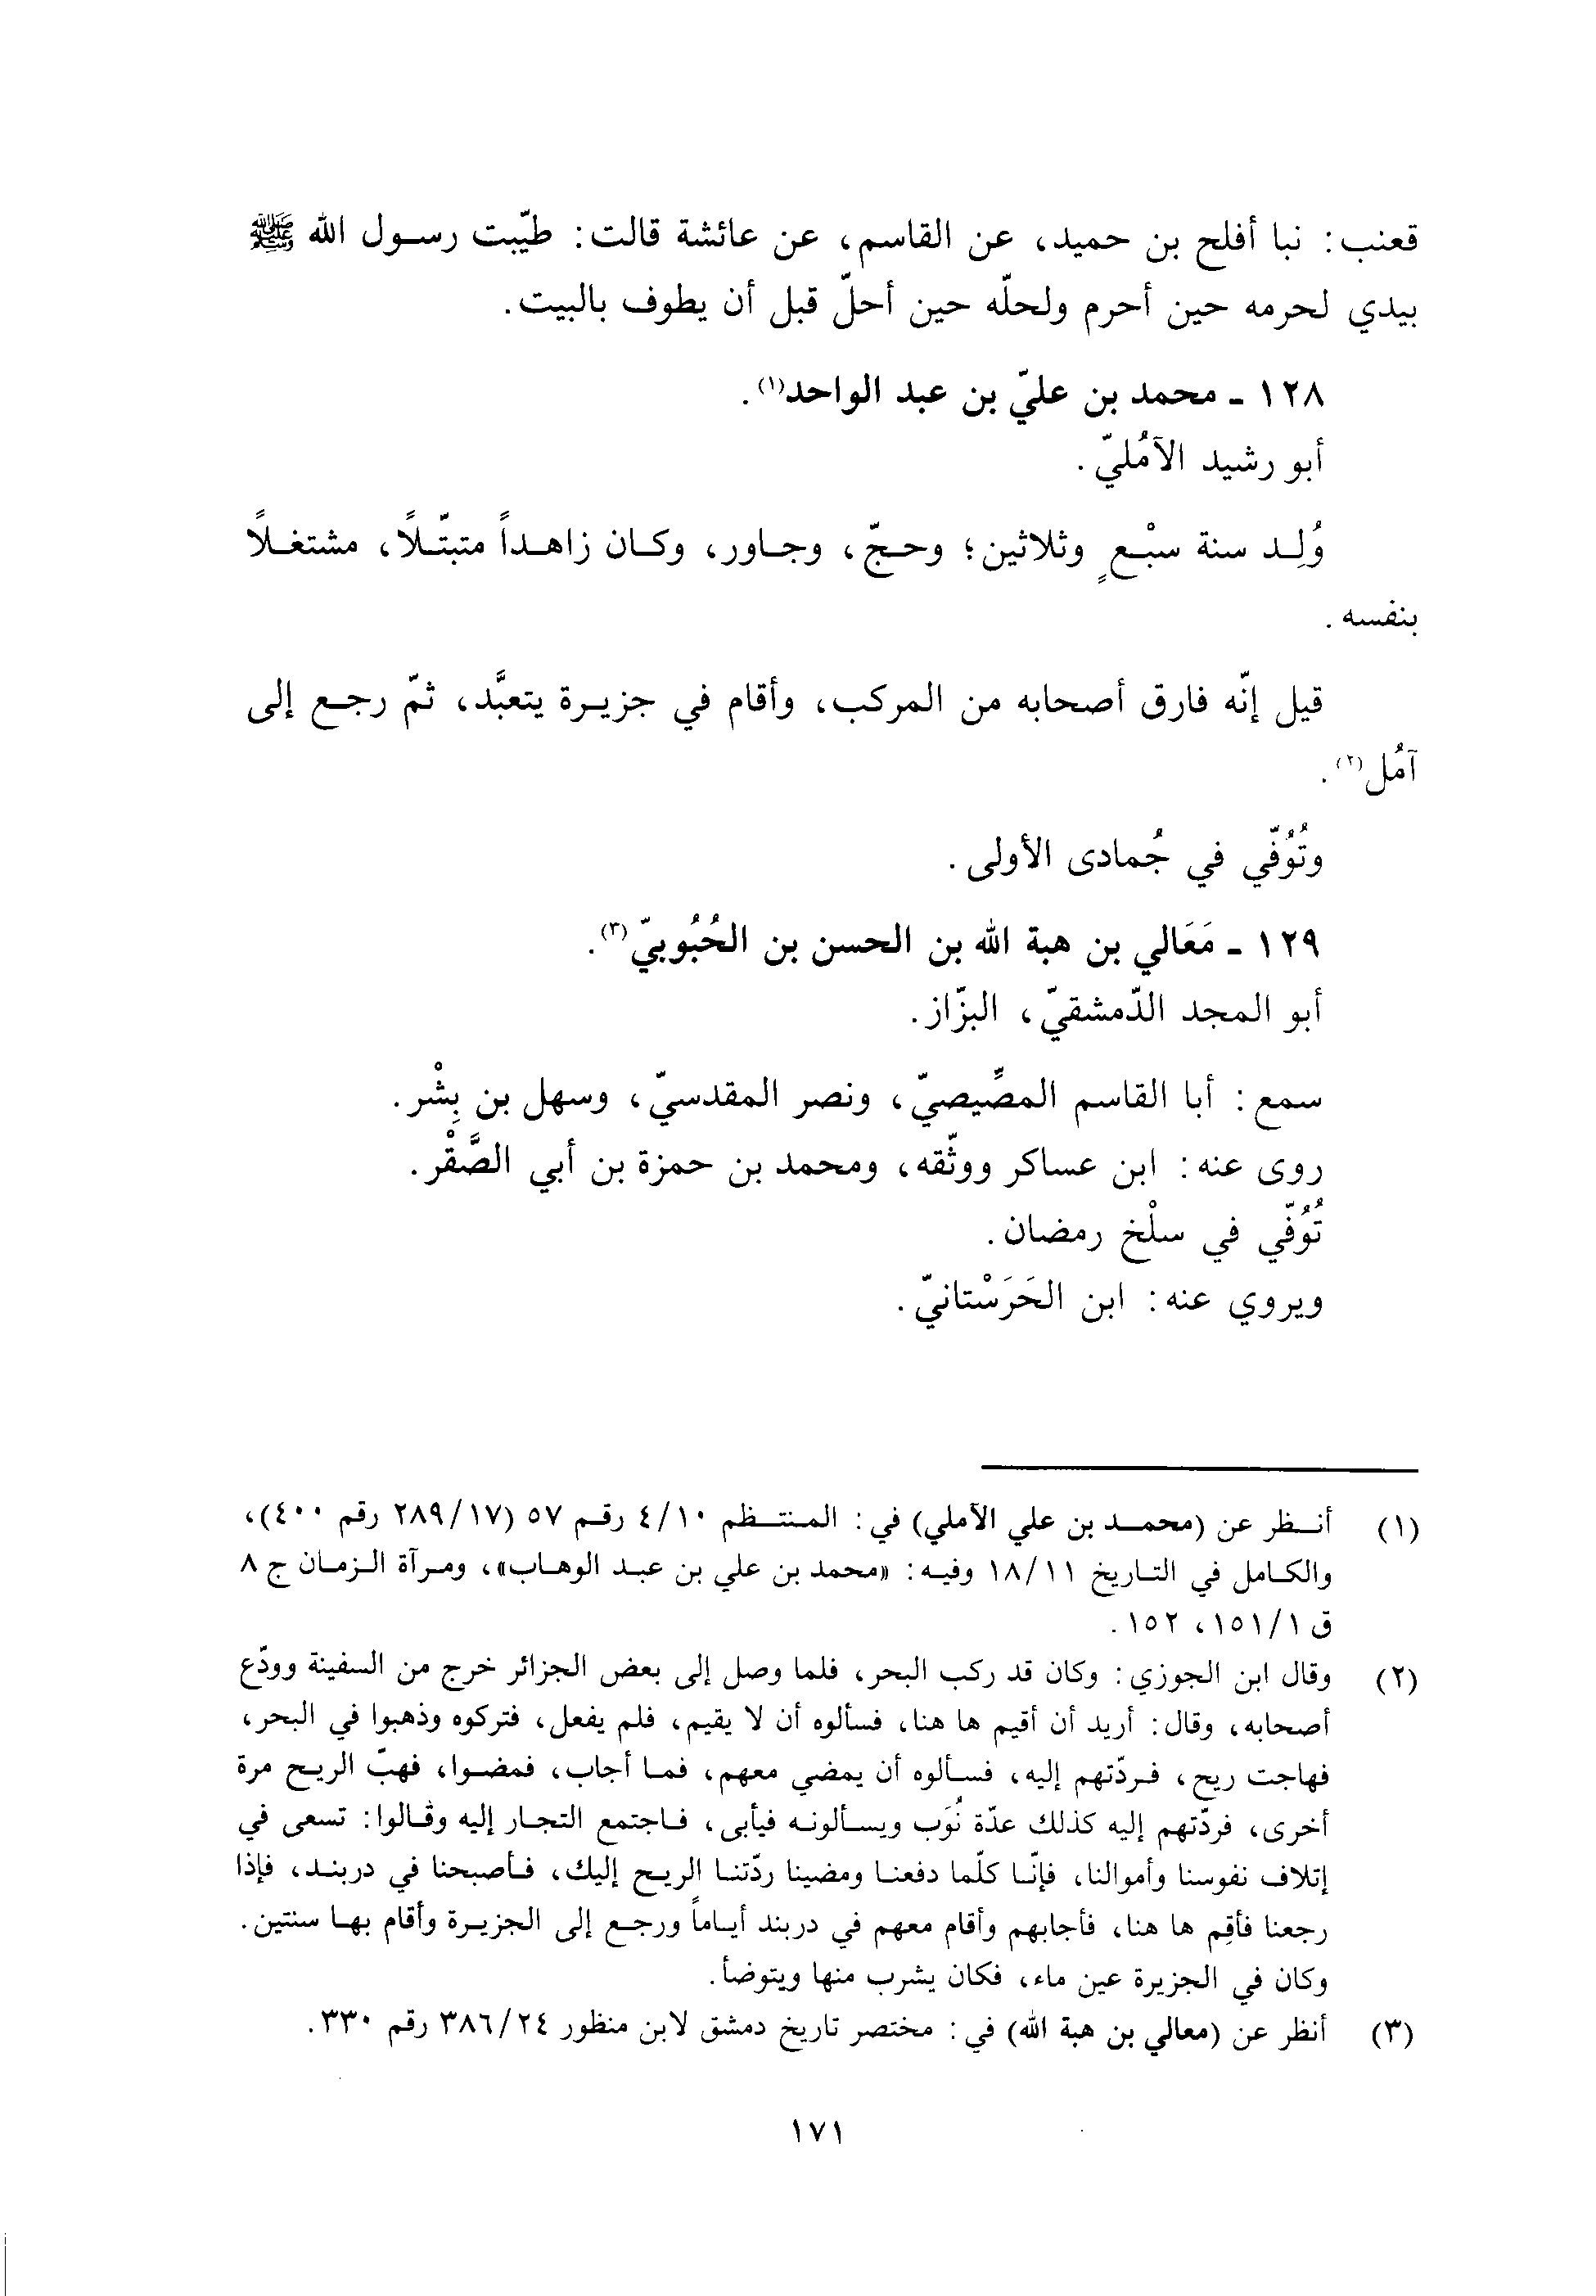 قعنب: نبا أفلح بن حميد، عن القاسم، عن عائشة قالت: طيّبت رسول الله ﷺ
بيدي لحرمه حين أحرم ولحلّه حين أحلّ قبل أن يطوف بالبيت.
١٢٨ - محمد بن عليّ بن عبد الواحد(١).
أبو رشيد الآمُليّ.
وُلِد سنة سبْعٍ وثلاثين؛ وحجّ، وجاور، وكان زاهداً متبتّلاً، مشتغلاً
بنفسه.
قيل إنّه فارق أصحابه من المركب، وأقام في جزيرة يتعبَّد، ثمّ رجع إلى
آمُل(٢).
وتُوُفّي في جُمادى الأولى.
١٢٩ - مَعَالي بن هبة الله بن الحسن بن الحُبُوبيّ(٣).
أبو المجد الدّمشقيّ، البزّاز.
سمع: أبا القاسم المصِّيصيّ، ونصر المقدسيّ، وسهل بن بِشْر.
روى عنه: ابن عساكر ووثّقه، ومحمد بن حمزة بن أبي الصَّقْر.
تُوُفّي في سلْخ رمضان.
ويروي عنه: ابن الحَرَسْتانيّ.
(١) أنظر عن (محمد بن علي الآملي) في: المنتظم ٤/١٠ رقم ٥٧ (٢٨٩/١٧ رقم ٤٠٠)،
والكامل في التاريخ ١٨/١١ وفيه: «محمد بن علي بن عبد الوهاب»، ومرآة الزمان ج ٨
ق ١٥١/١، ١٥٢.
(٢) وقال ابن الجوزي: وكان قد ركب البحر، فلما وصل إلى بعض الجزائر خرج من السفينة وودّع
أصحابه، وقال: أريد أن أقيم ها هنا، فسألوه أن لا يقيم، فلم يفعل، فتركوه وذهبوا في البحر،
فهاجت ريح، فردّتهم إليه، فسألوه أن يمضي معهم، فما أجاب، فمضوا، فهبّ الريح مرة
أخرى، فردّتهم إليه كذلك عدّة نُوَب ويسألونه فيأبى، فاجتمع التجار إليه وقالوا: تسعى في
إتلاف نفوسنا وأموالنا، فإنّا كلّما دفعنا ومضينا ردّتنا الريح إليك، فأصبحنا في دربند، فإذا
رجعنا فأقِم ها هنا، فأجابهم وأقام معهم في دربند أياماً ورجع إلى الجزيرة وأقام بها سنتين.
وكان في الجزيرة عين ماء، فكان يشرب منها ويتوضأ.
(٣) أنظر عن (معالي بن هبة الله) في: مختصر تاريخ دمشق لابن منظور ٣٨٦/٢٤ رقم ٣٣٠.
١٧١